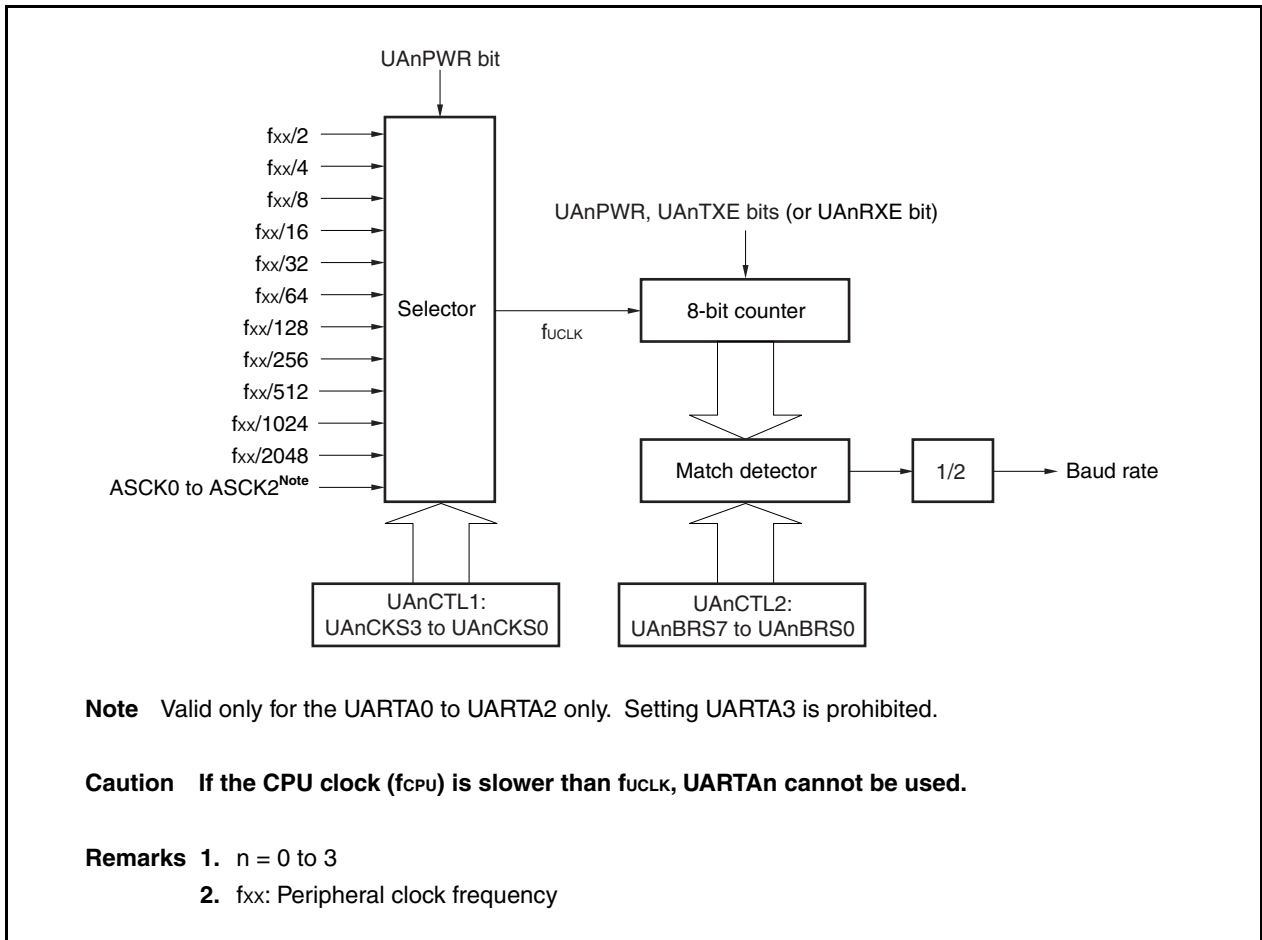 UAnPWR bit
fxx/2
fxx/4
fxx/8
fxx/16
fxx/32
fxx/64
fxx/128
fxx/256
fxx/512
fxx/1024
fxx/2048
ASCK0 to ASCK2Note
Selector
fUCLK
UAnPWR, UAnTXE bits (or UAnRXE bit)
8-bit counter
Match detector
1/2
Baud rate
UAnCTL1:
UAnCKS3 to UAnCKS0
UAnCTL2:
UAnBRS7 to UAnBRS0
Note Valid only for the UARTA0 to UARTA2 only. Setting UARTA3 is prohibited.
Caution If the CPU clock (fCPU) is slower than fUCLK, UARTAn cannot be used.
Remarks 1. n = 0 to 3
2. fxx: Peripheral clock frequency